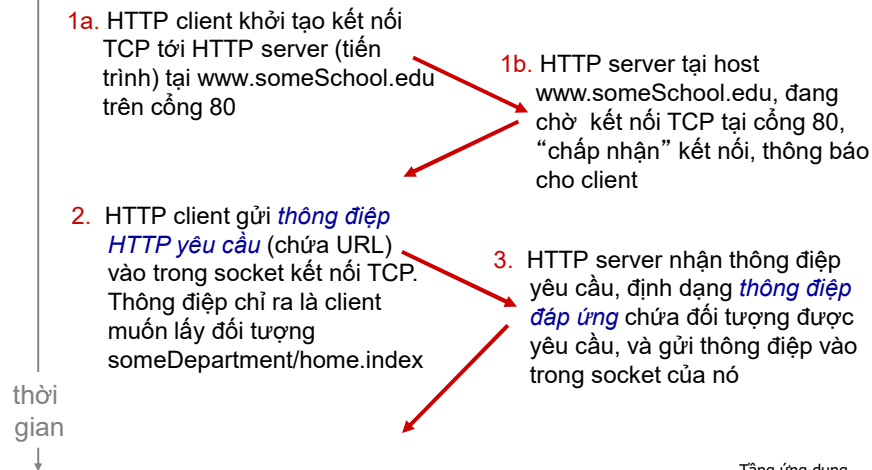 1a. HTTP client khởi tạo kết nối
TCP tới HTTP server (tiến
trình) tại www.someSchool.edu
trên cổng 80
1b. HTTP server tại host
www.someSchool.edu, đang
chờ kết nối TCP tại cổng 80,
“chấp nhận” kết nối, thông báo
cho client
2. HTTP client gửi thông điệp
HTTP yêu cầu (chứa URL)
vào trong socket kết nối TCP.
Thông điệp chỉ ra là client
muốn lấy đối tượng
someDepartment/home.index
3. HTTP server nhận thông điệp
yêu cầu, định dạng thông điệp
đáp ứng chứa đối tượng được
yêu cầu, và gửi thông điệp vào
trong socket của nó
thời
gian
Tầng ứng dụng